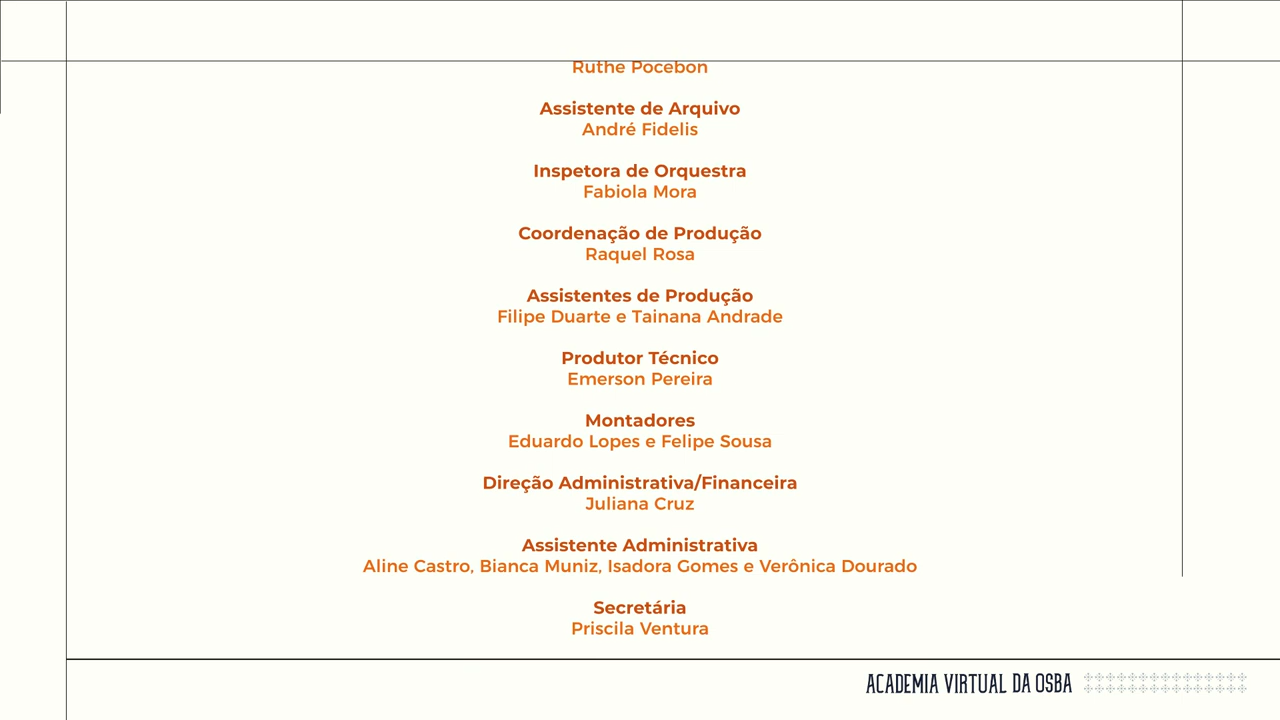 Ruthe Pocebon
Assistente de Arquivo
André Fidelis
Inspetora de Orquestra
Fabiola Mora
Coordenação de Produção
Raquel Rosa
Assistentes de Produção
Filipe Duarte e Tainana Andrade
Produtor Técnico
Emerson Pereira
Montadores
Eduardo Lopes e Felipe Sousa
Direção Administrativa/Financeira
Juliana Cruz
Assistente Administrativa
Aline Castro, Bianca Muniz, Isadora Gomes e Verônica Dourado
Secretária
Priscila Ventura
ACADEMIA VIRTUAL DA OSBA